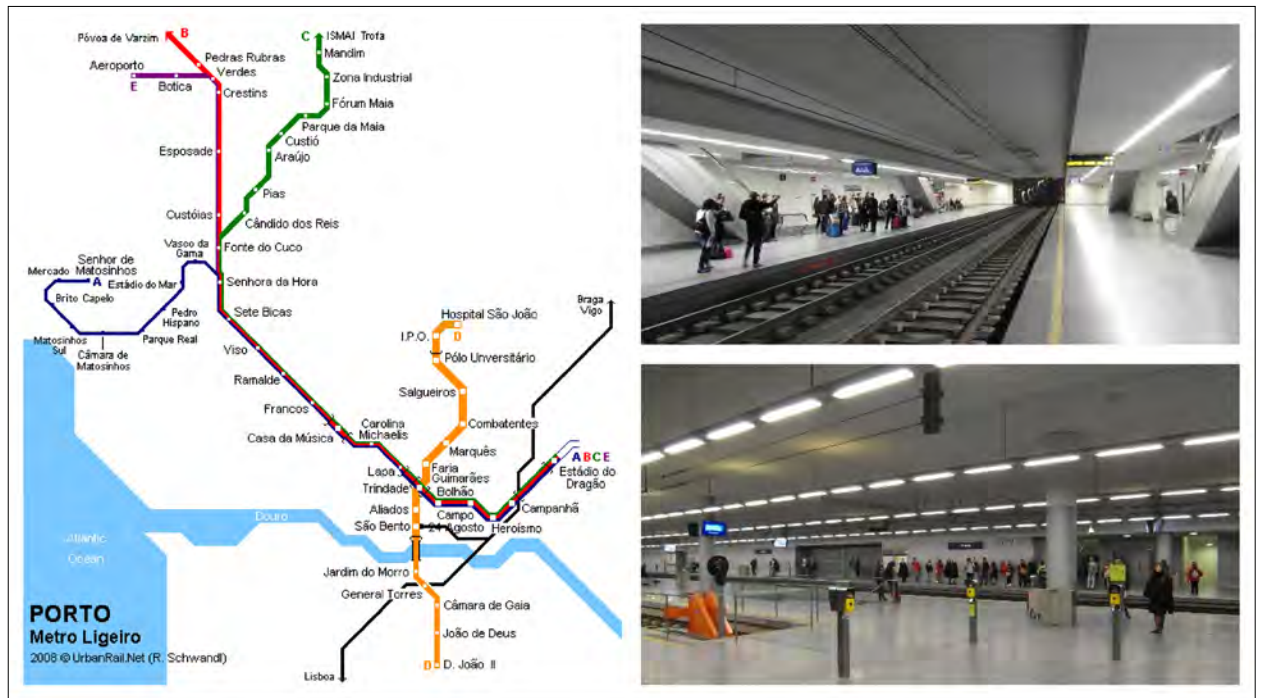 Póvoa de Varzim
B
C
ISMAI Trofa
Mandim
Pedras Rubras
Verdes
Aeroporto
E
Botica
Crestins
Zona Industrial
Fórum Maia
Parque da Maia
Custió
Araújo
Esposade
Pias
Custóias
Cândido dos Reis
Vasco da
Gama
Fonte do Cuco
Senhor de
Matosinhos
Mercado
A
Estádio do Mar
Senhora da Hora
Brito Capelo
Pedro
Hispano
Sete Bicas
Braga
Vigo
Hospital São João
D
Matosinhos
Sul
Câmara de
Matosinhos
Parque Real
I.P.O.
Viso
Pólo Unversitário
Ramalde
Salgueiros
Francos
Carolina
Michaelis
Combatentes
Casa da Música
Marquês
A B C E
Lapa
Faria
Guimarães
Estádio do
Dragão
Trindade
Bolhão
Campanhã
Aliados
Campo
24 Agosto
Heroísmo
São Bento
Douro
Atlantic
Ocean
Jardim do Morro
General Torres
Câmara de Gaia
PORTO
Metro Ligeiro
João de Deus
2008 © UrbanRail.Net (R. Schwandl)
D
D. João II
Lisboa